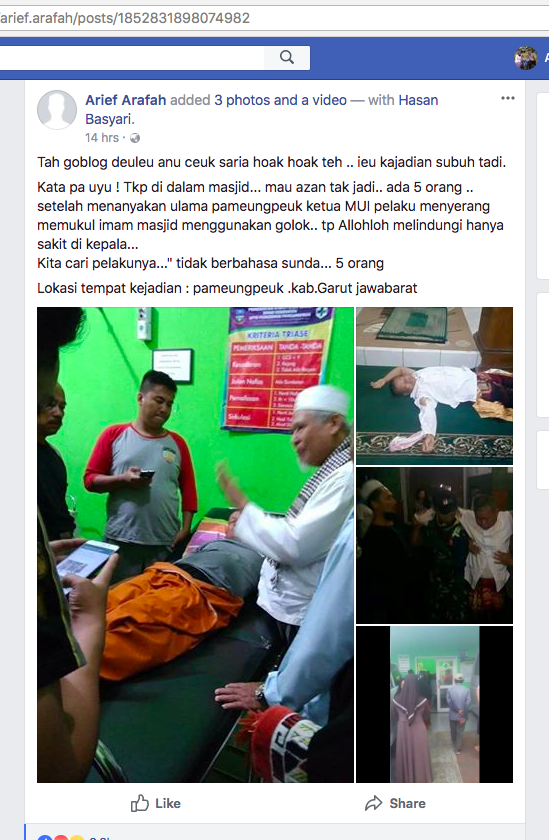 arief.arafah/posts/1852831898074982
Arief Arafah added 3 photos and a video — with Hasan
Basyari.
14 hrs ·
Tah goblog deuleu anu ceuk saria hoak hoak teh .. ieu kajadian subuh tadi.
Kata pa uyu ! Tkp di dalam masjid... mau azan tak jadi.. ada 5 orang ..
setelah menanyakan ulama pameungpeuk ketua MUI pelaku menyerang
memukul imam masjid menggunakan golok.. tp Allohloh melindungi hanya
sakit di kepala...
Kita cari pelakunya..." tidak berbahasa sunda... 5 orang
Lokasi tempat kejadian : pameungpeuk .kab.Garut jawabarat
KRITERIA TRIASE
PEMERIKSAAN TANDA - TANDA
Kesadaran
Jalan Nafas
Pernafasan
Sirkulasi
Like
Share